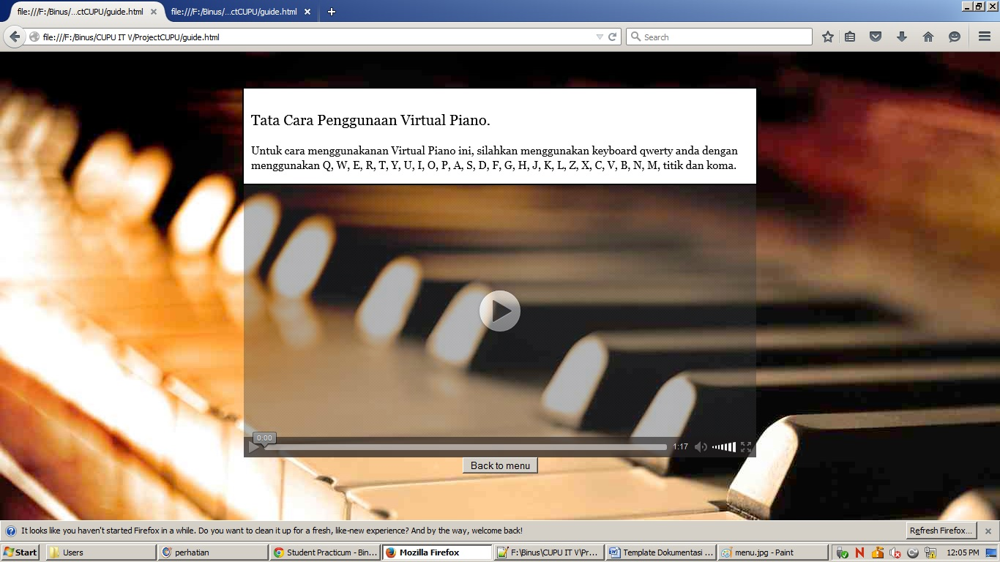 file:///F:/Binus/...ctCUPU/guide.html
file:///F:/Binus/...ctCUPU/guide.html
file:///F:/Binus/CUPU IT V/ProjectCUPU/guide.html
Search
Tata Cara Penggunaan Virtual Piano.
Untuk cara menggunakanan Virtual Piano ini, silahkan menggunakan keyboard qwerty anda dengan
menggunakan Q, W, E, R, T, Y, U, I, O, P, A, S, D, F, G, H, J, K, L, Z, X, C, V, B, N, M, titik dan koma.
0:00
1:17
Back to menu
It looks like you haven't started Firefox in a while. Do you want to clean it up for a fresh, like-new experience? And by the way, welcome back!
Refresh Firefox...
Start
Users
perhatian
Student Practicum - Bin...
Mozilla Firefox
F:\Binus\CUPU IT V\Pr...
Template Dokumentasi ...
menu.jpg - Paint
12:05 PM